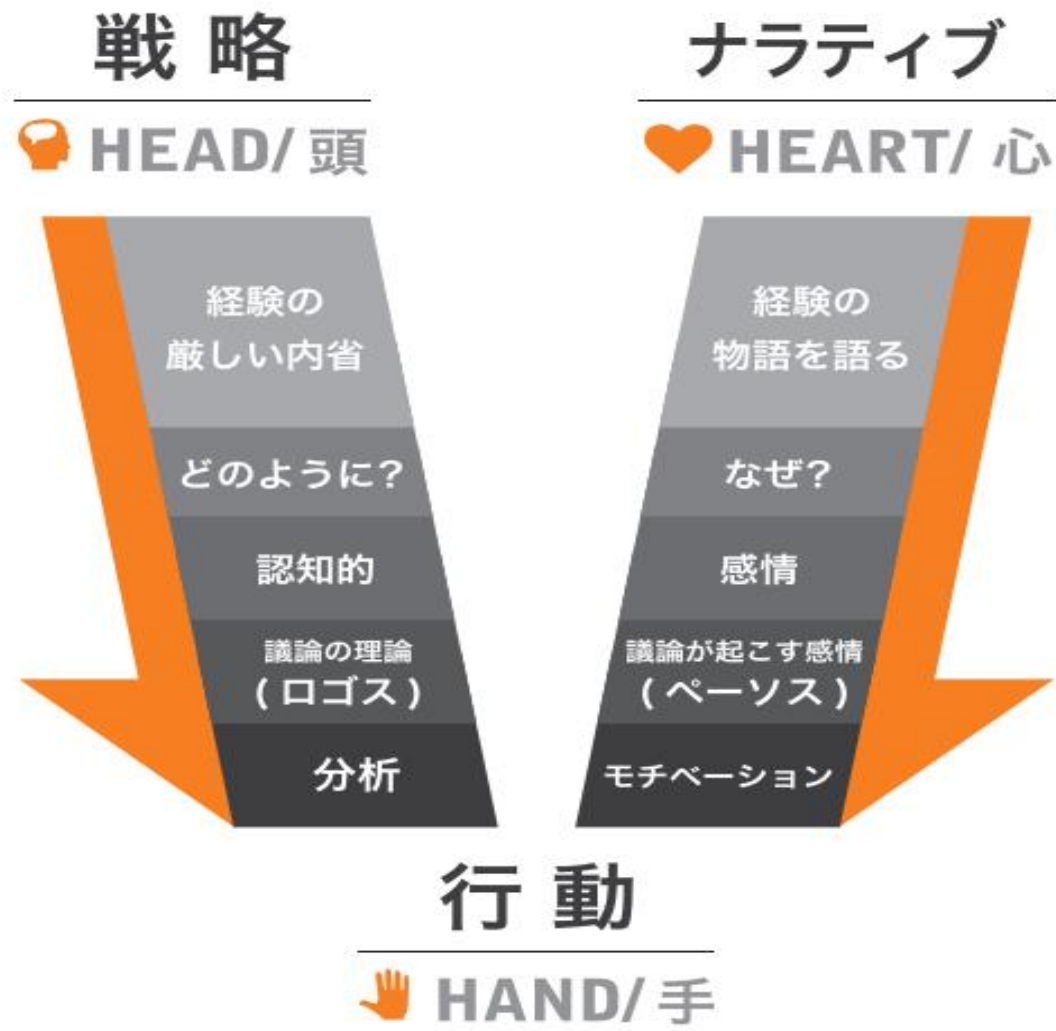 戦略
HEAD/頭
経験の
厳しい内省
どのように?
認知的
議論の理論
(ロゴス)
分析
ナラティブ
HEART/心
経験の
物語を語る
なぜ?
感情
議論が起こす感情
(ペーソス)
モチベーション
行動
HAND/手